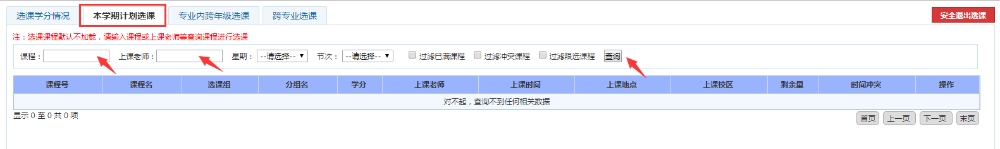 选课学分情况 本学期计划选课 专业内跨年级选课 跨专业选课 安全退出选课
注：选课课程默认不加载，请输入课程或上课老师等查询课程进行选课
课程： 上课老师： 星期： --请选择-- 节次： --请选择-- 过滤已满课程 过滤冲突课程 过滤限选课程 查询
课程号 课程名 选课组 分组名 学分 上课老师 上课时间 上课地点 上课校区 剩余量 时间冲突 操作
对不起，查询不到任何相关数据
显示 0 至 0 共 0 项 首页 上一页 下一页 末页